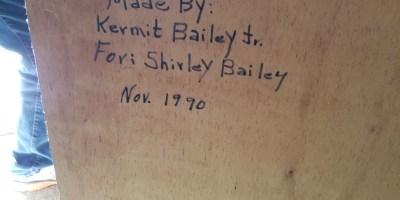 Made By:
Kermit Bailey Jr.
For: Shirley Bailey
Nov. 1990